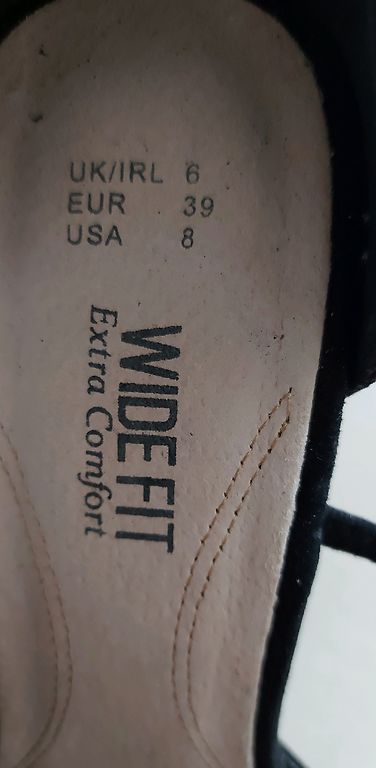 UK/IRL 6
EUR 39
USA 8
WIDE FIT
Extra Comfort